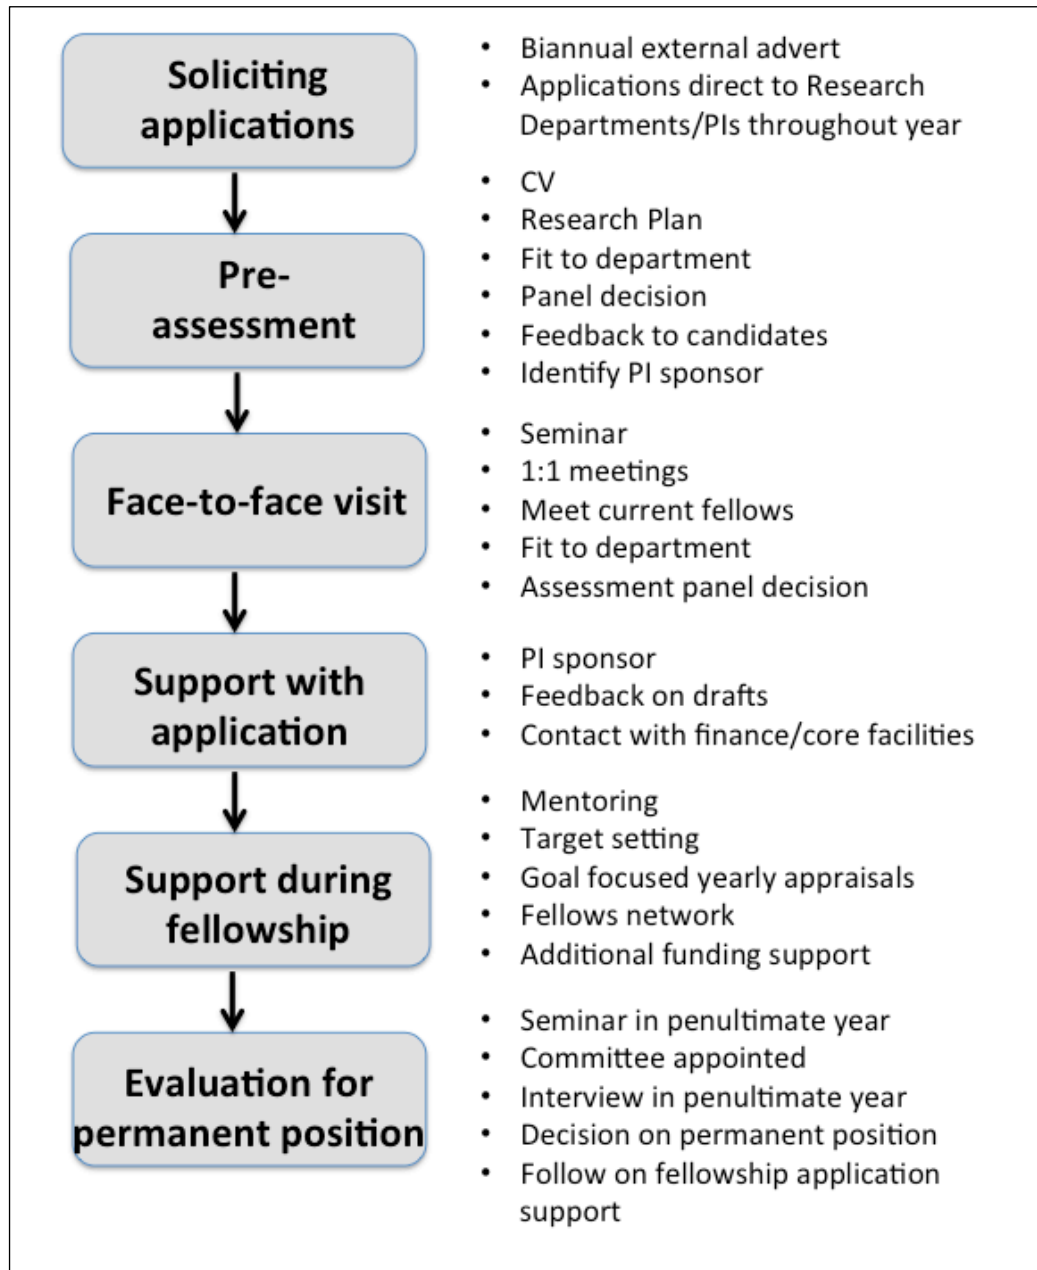 Soliciting
applications
• Biannual external advert
• Applications direct to Research
Departments/PIs throughout year
Pre-
assessment
• CV
• Research Plan
• Fit to department
• Panel decision
• Feedback to candidates
• Identify PI sponsor
Face-to-face visit
• Seminar
• 1:1 meetings
• Meet current fellows
• Fit to department
• Assessment panel decision
Support with
application
• PI sponsor
• Feedback on drafts
• Contact with finance/core facilities
Support during
fellowship
• Mentoring
• Target setting
• Goal focused yearly appraisals
• Fellows network
• Additional funding support
Evaluation for
permanent position
• Seminar in penultimate year
• Committee appointed
• Interview in penultimate year
• Decision on permanent position
• Follow on fellowship application
support